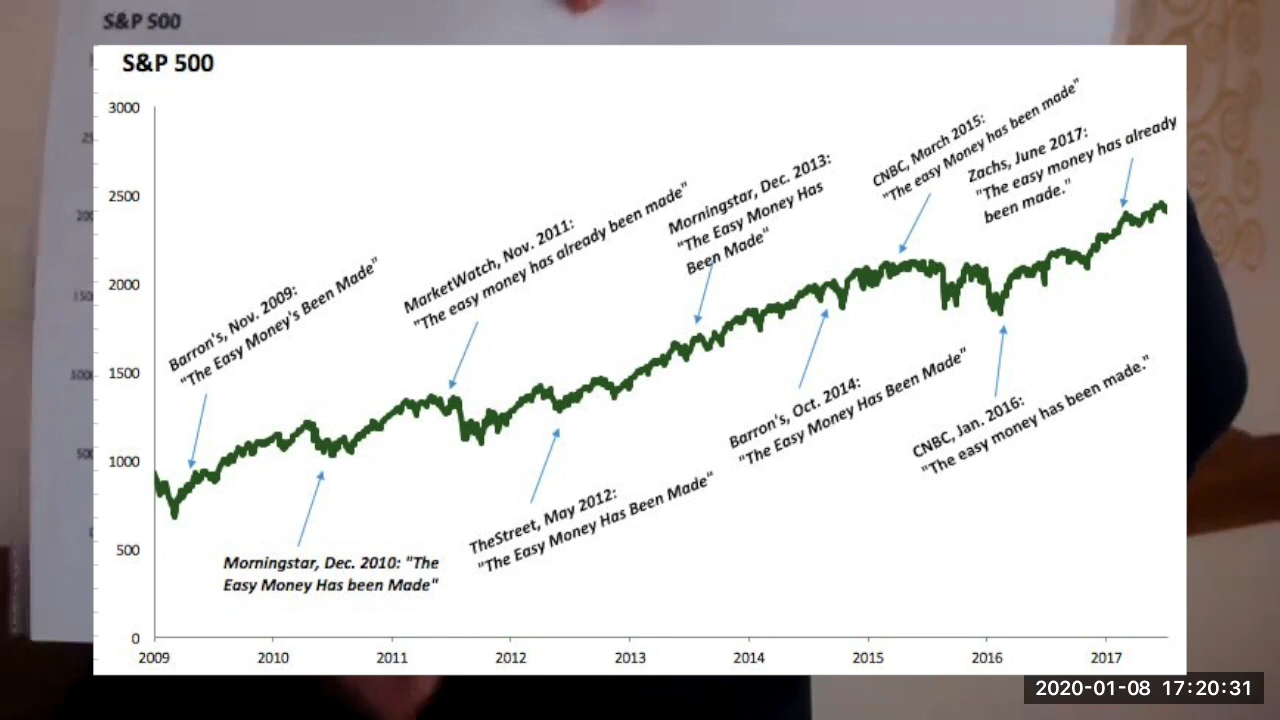 S&P 500
S&P 500
3000
2500
2000
1500
1000
500
0
2009
2010
2011
2012
2013
2014
2015
2016
2017
Barron's, Nov. 2009:
"The Easy Money's Been Made"
Morningstar, Dec. 2010: "The
Easy Money Has been Made"
MarketWatch, Nov. 2011:
"The easy money has already been made"
TheStreet, May 2012:
"The Easy Money Has Been Made"
Morningstar, Dec. 2013:
"The Easy Money Has
Been Made"
Barron's, Oct. 2014:
"The Easy Money Has Been Made"
CNBC, March 2015:
"The easy Money has been made"
CNBC, Jan. 2016:
"The easy money has been made."
Zachs, June 2017:
"The easy money has already
been made."
2020-01-08 17:20:31